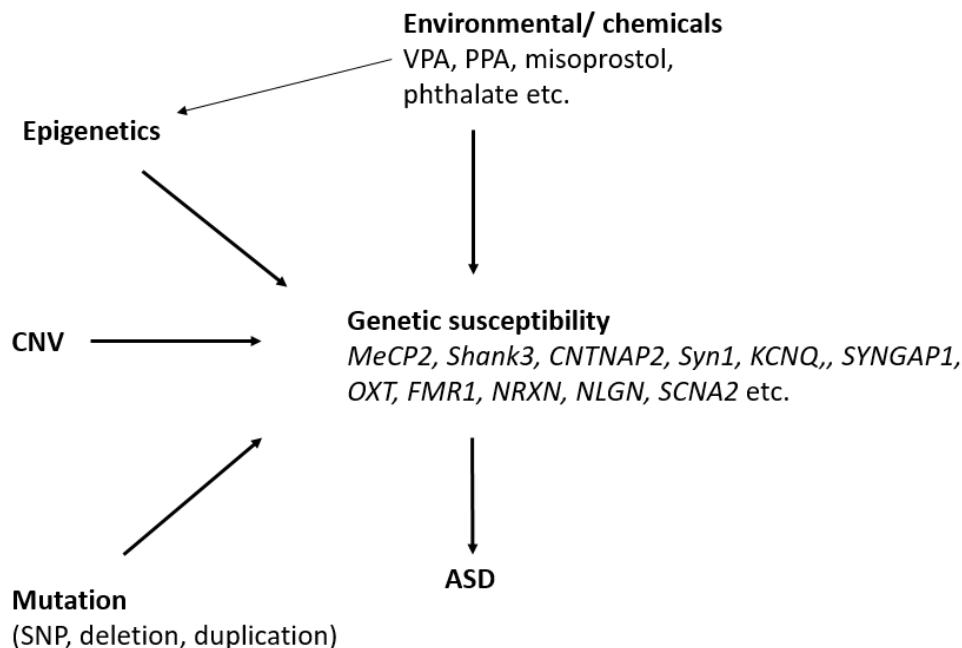 Environmental/ chemicals
VPA, PPA, misoprostol,
phthalate etc.
Epigenetics
CNV
Genetic susceptibility
MeCP2, Shank3, CNTNAP2, Syn1, KCNQ,, SYNGAP1,
OXT, FMR1, NRXN, NLGN, SCNA2 etc.
ASD
Mutation
(SNP, deletion, duplication)